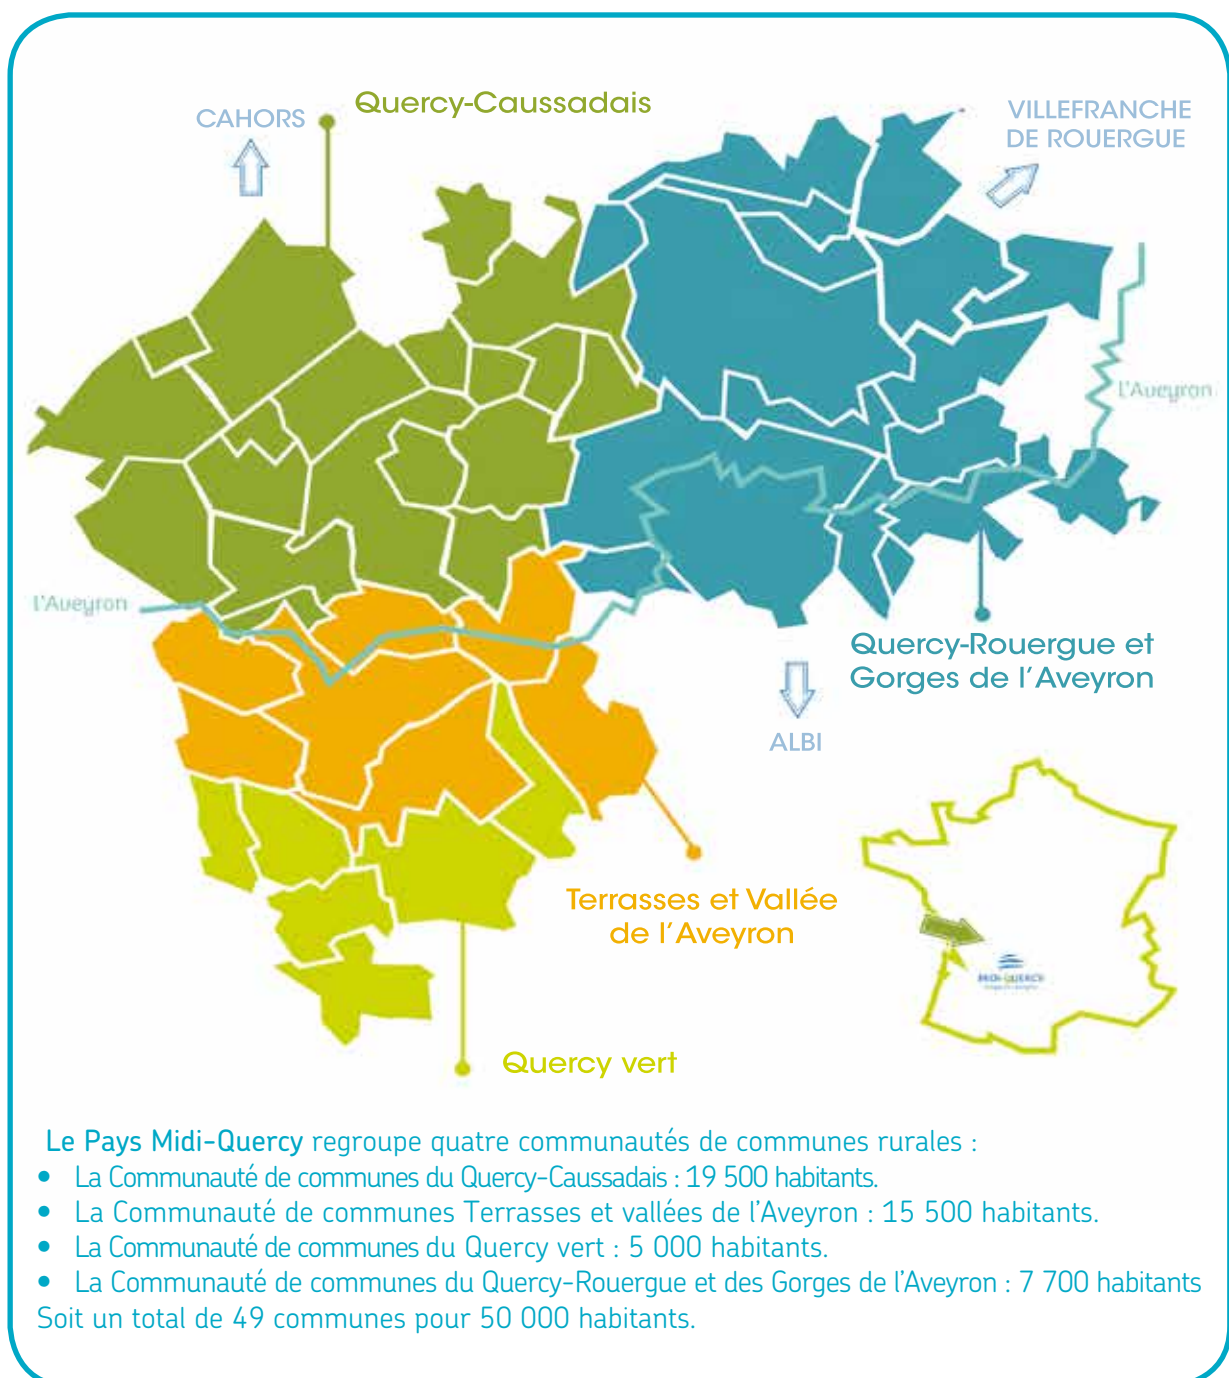 Quercy-Caussadais
CAHORS
VILLEFRANCHE
DE ROUERGUE
l'Aveyron
l'Aveyron
Quercy-Rouergue et
Gorges de l'Aveyron
ALBI
Terrasses et Vallée
de l'Aveyron
MIDI-QUERCY
Quercy vert
Le Pays Midi-Quercy regroupe quatre communautés de communes rurales :
• La Communauté de communes du Quercy-Caussadais : 19 500 habitants.
• La Communauté de communes Terrasses et vallées de l'Aveyron : 15 500 habitants.
• La Communauté de communes du Quercy vert : 5 000 habitants.
• La Communauté de communes du Quercy-Rouergue et des Gorges de l'Aveyron : 7 700 habitants
Soit un total de 49 communes pour 50 000 habitants.